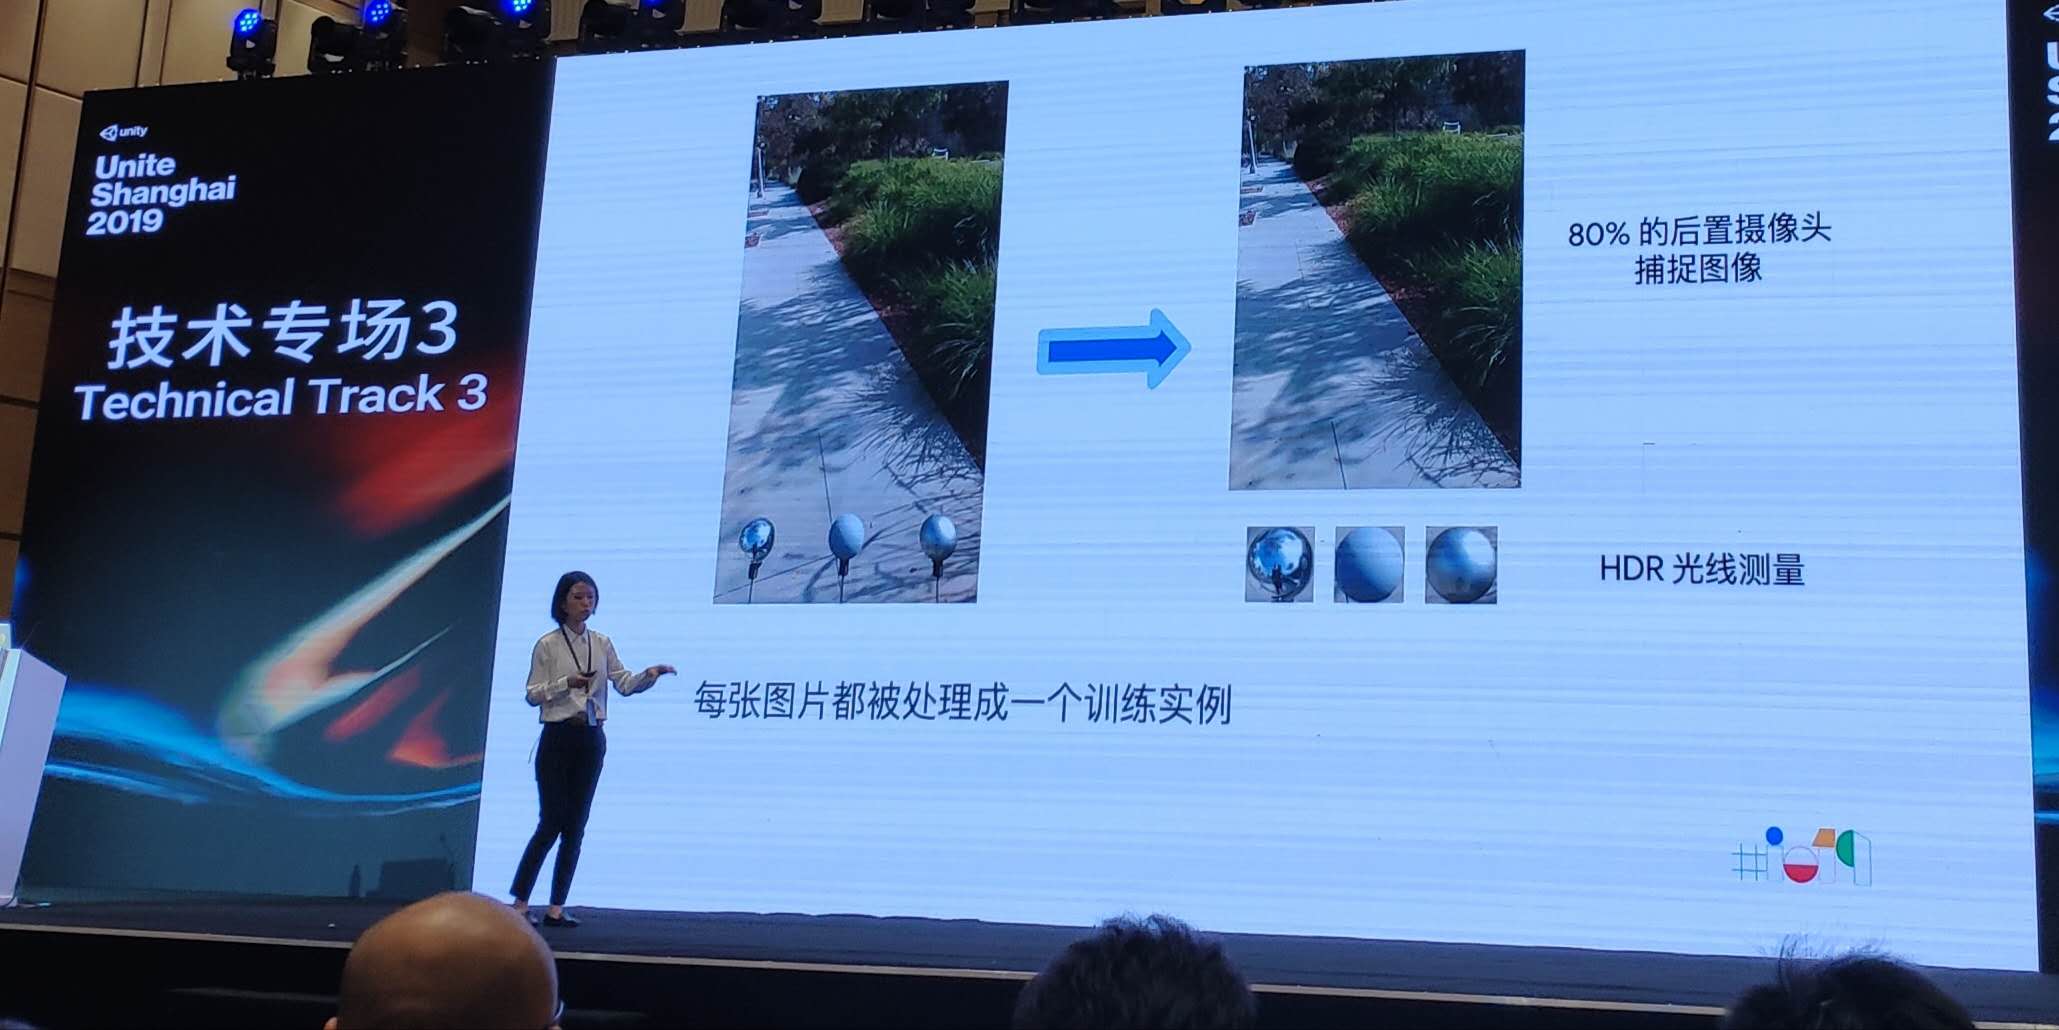 unity
Unite
Shanghai
2019
技术专场3
Technical Track 3
80% 的后置摄像头
捕捉图像
HDR 光线测量
每张图片都被处理成一个训练实例
#io19